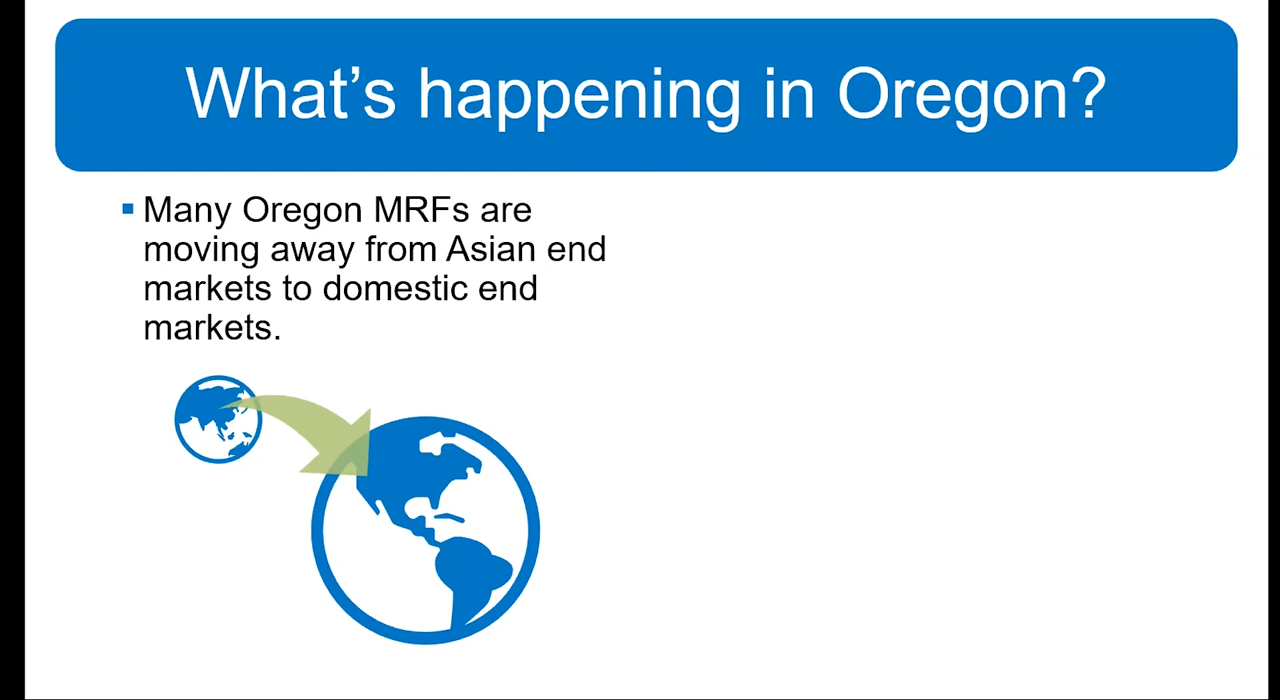 What’s happening in Oregon?
▪ Many Oregon MRFs are
moving away from Asian end
markets to domestic end
markets.